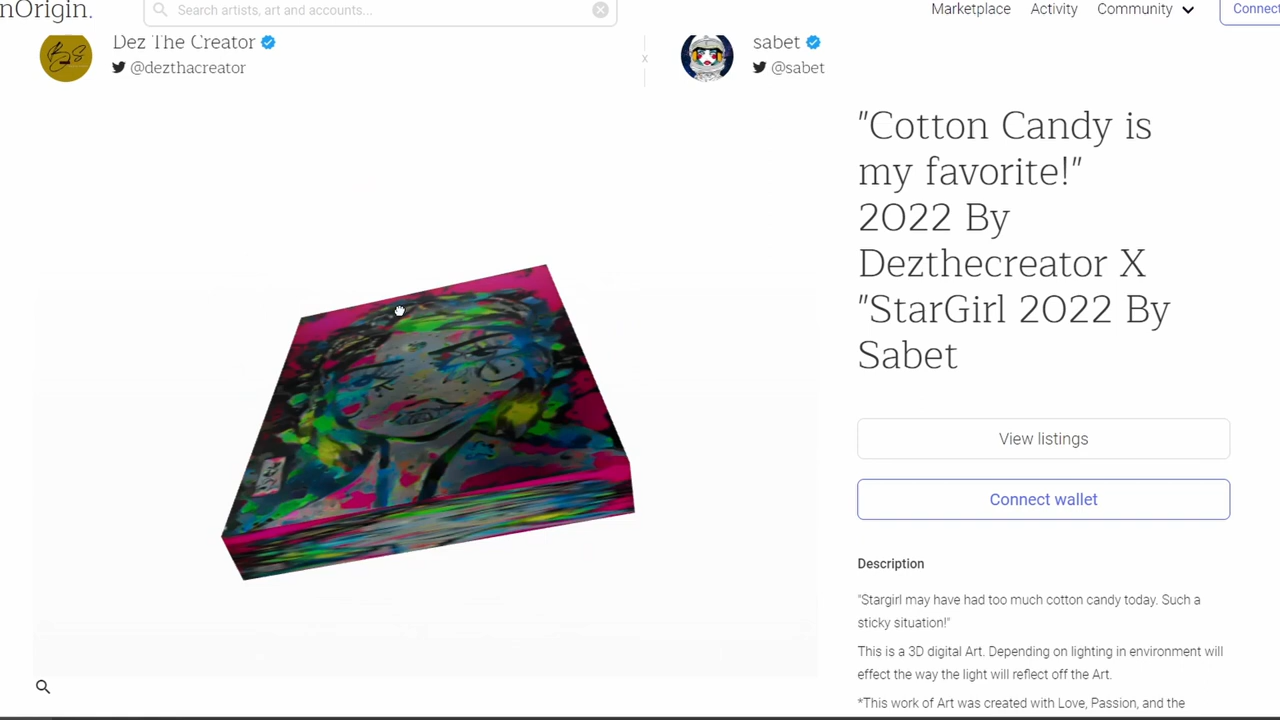 nOrigin.
Search artists, art and accounts...
Marketplace
Activity
Community
Connect
Dez The Creator
@dezthacreator
x
sabet
@sabet
"Cotton Candy is
my favorite!"
2022 By
Dezthecreator X
"StarGirl 2022 By
Sabet
View listings
Connect wallet
Description
"Stargirl may have had too much cotton candy today. Such a
sticky situation!"
This is a 3D digital Art. Depending on lighting in environment will
effect the way the light will reflect off the Art.
*This work of Art was created with Love, Passion, and the